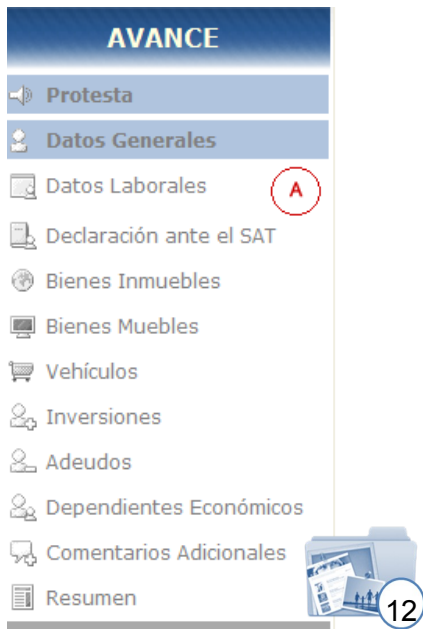 AVANCE
Protesta
Datos Generales
Datos Laborales
A
Declaración ante el SAT
Bienes Inmuebles
Bienes Muebles
Vehículos
Inversiones
Adeudos
Dependientes Económicos
Comentarios Adicionales
Resumen
12